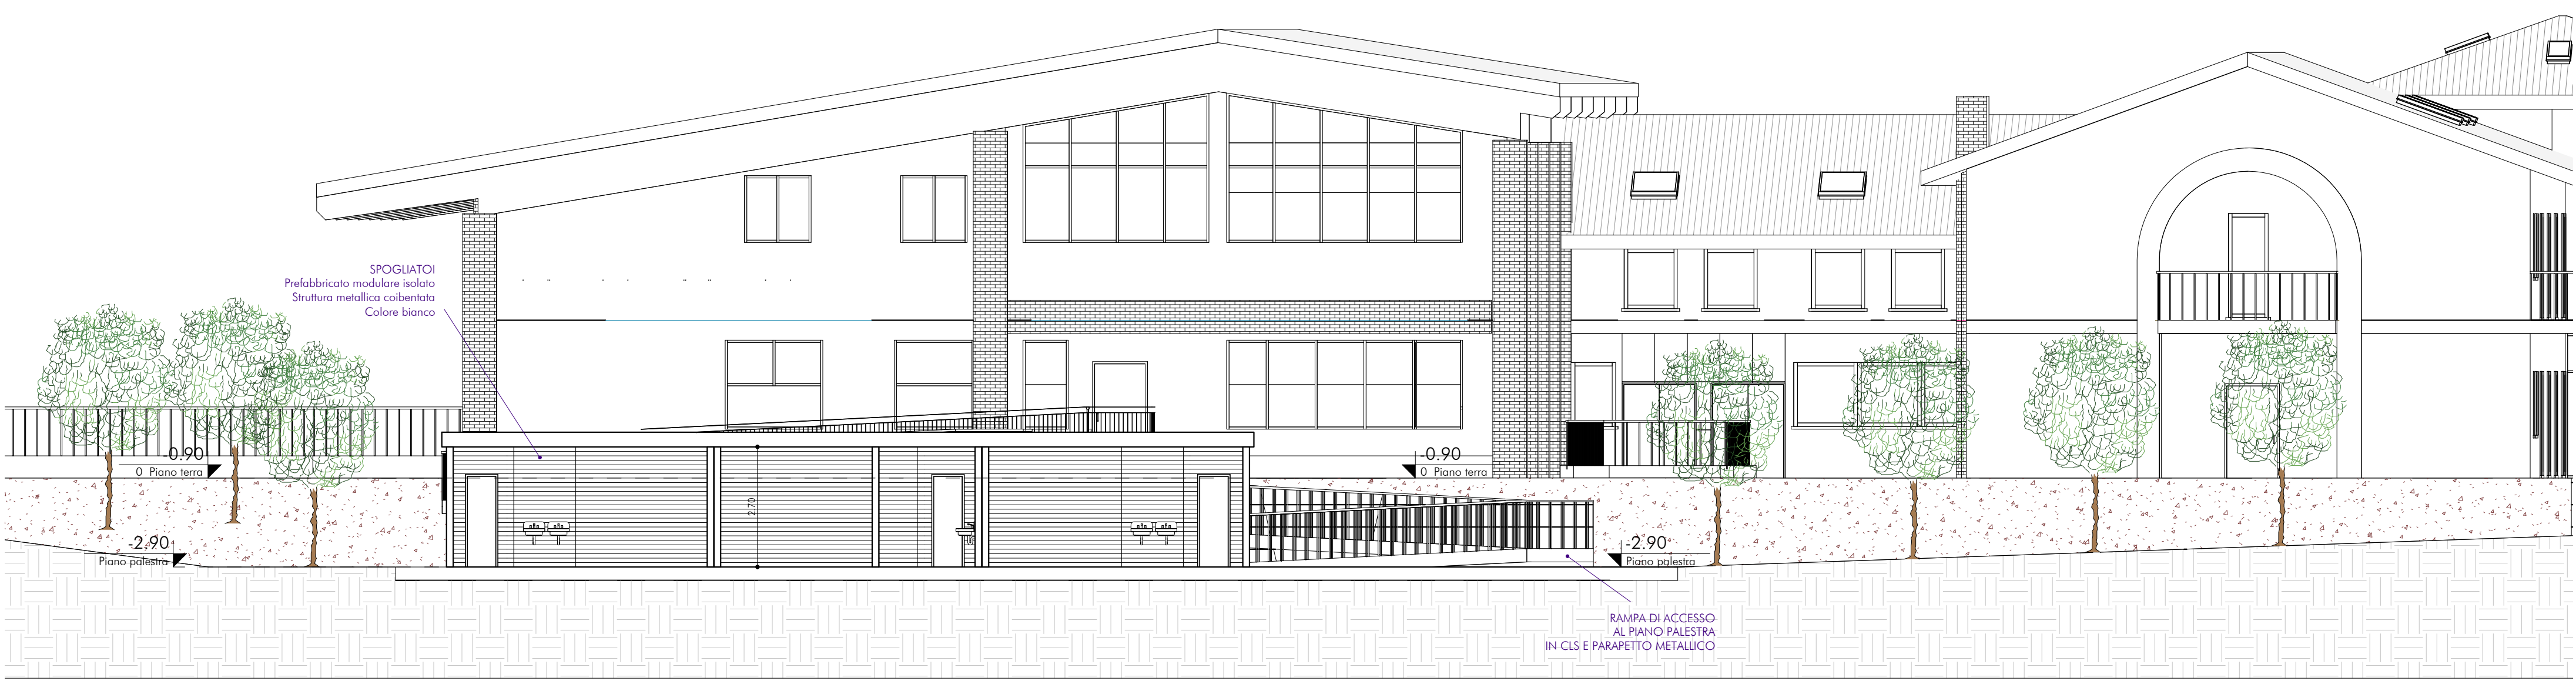 SPOGLIATOI
Prefabbricato modulare isolato
Struttura metallica coibentata
Colore bianco
-0.90
0 Piano terra
-2.90
Piano palestra
2.70
-0.90
0 Piano terra
-2.90
Piano palestra
RAMPA DI ACCESSO
AL PIANO PALESTRA
IN CLS E PARAPETTO METALLICO